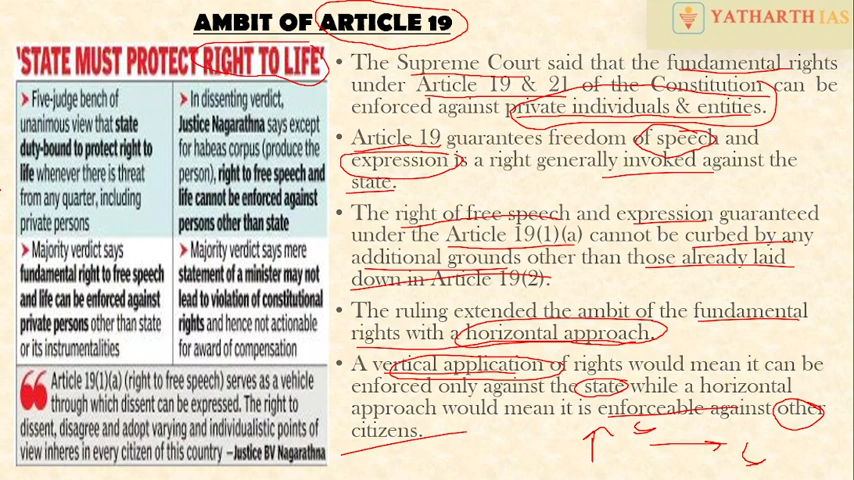 AMBIT OF ARTICLE 19
YATHARTH IAS
'STATE MUST PROTECT RIGHT TO LIFE'
Five-judge bench of
unanimous view that state
duty-bound to protect right to
life whenever there is threat
from any quarter, including
private persons
In dissenting verdict,
Justice Nagarathna says except
for habeas corpus (produce the
person), right to free speech and
life cannot be enforced against
persons other than state
Majority verdict says
fundamental right to free speech
and life can be enforced against
private persons other than state
or its instrumentalities
Majority verdict says mere
statement of a minister may not
lead to violation of constitutional
rights and hence not actionable
for award of compensation
Article 19(1)(a) (right to free speech) serves as a vehicle
through which dissent can be expressed. The right to
dissent, disagree and adopt varying and individualistic points of
view inheres in every citizen of this country –Justice BV Nagarathna
• The Supreme Court said that the fundamental rights
under Article 19 & 21 of the Constitution can be
enforced against private individuals & entities.
• Article 19 guarantees freedom of speech and
expression is a right generally invoked against the
state.
• The right of free speech and expression guaranteed
under the Article 19(1)(a) cannot be curbed by any
additional grounds other than those already laid
down in Article 19(2).
• The ruling extended the ambit of the fundamental
rights with a horizontal approach.
• A vertical application of rights would mean it can be
enforced only against the state while a horizontal
approach would mean it is enforceable against other
citizens.